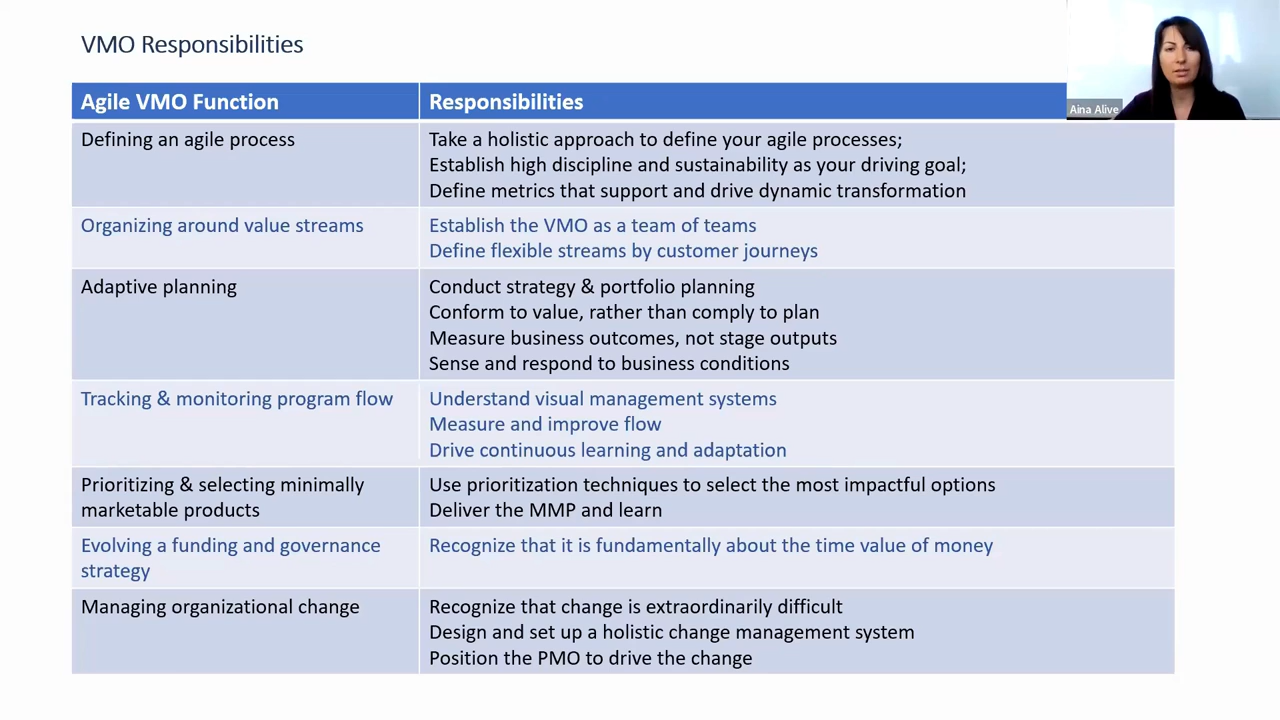 VMO Responsibilities
Aina Alive
Agile VMO Function
Responsibilities
Defining an agile process
Take a holistic approach to define your agile processes;
Establish high discipline and sustainability as your driving goal;
Define metrics that support and drive dynamic transformation
Organizing around value streams
Establish the VMO as a team of teams
Define flexible streams by customer journeys
Adaptive planning
Conduct strategy & portfolio planning
Conform to value, rather than comply to plan
Measure business outcomes, not stage outputs
Sense and respond to business conditions
Tracking & monitoring program flow
Understand visual management systems
Measure and improve flow
Drive continuous learning and adaptation
Prioritizing & selecting minimally
marketable products
Use prioritization techniques to select the most impactful options
Deliver the MMP and learn
Evolving a funding and governance
strategy
Recognize that it is fundamentally about the time value of money
Managing organizational change
Recognize that change is extraordinarily difficult
Design and set up a holistic change management system
Position the PMO to drive the change